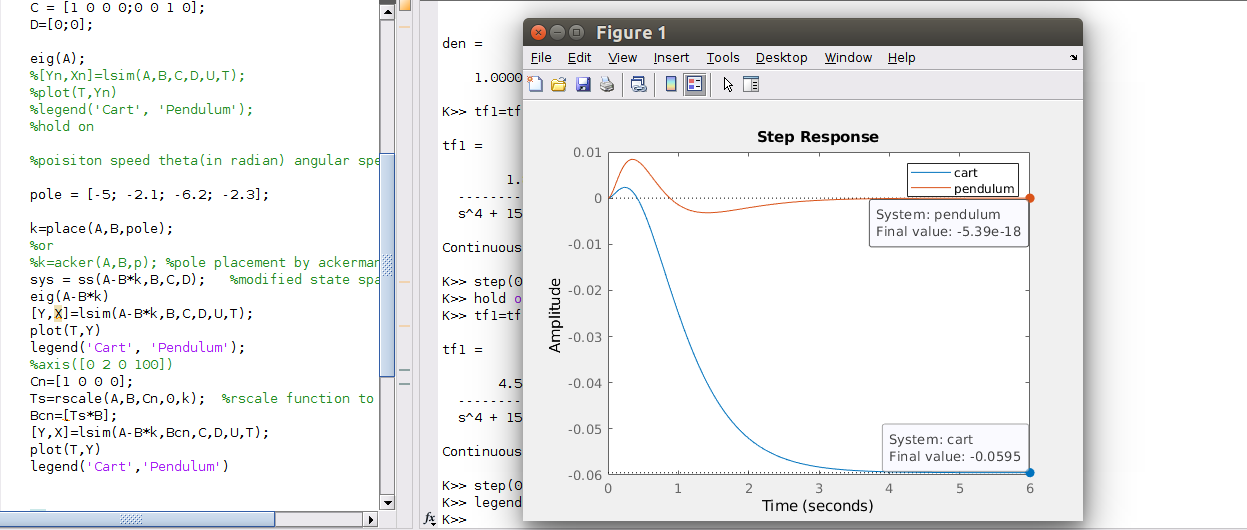 C = [1 0 0 0;0 0 1 0];
D=[0;0];
eig(A);
%[Yn,Xn]=lsim(A,B,C,D,U,T);
%plot(T,Yn)
%legend('Cart', 'Pendulum');
%hold on
%poisiton speed theta(in radian) angular spe
pole = [-5; -2.1; -6.2; -2.3];
k=place(A,B,pole);
%or
%k=acker(A,B,p); %pole placement by ackerman
sys = ss(A-B*k,B,C,D);   %modified state spa
eig(A-B*k)
[Y,X]=lsim(A-B*k,B,C,D,U,T);
plot(T,Y)
legend('Cart', 'Pendulum');
%axis([0 2 0 100])
Cn=[1 0 0 0];
Ts=rscale(A,B,Cn,0,k);  %rscale function to
Bcn=[Ts*B];
[Y,X]=lsim(A-B*k,Bcn,C,D,U,T);
plot(T,Y)
legend('Cart','Pendulum')
den =
1.0000
K>> tf1=tf
tf1 =
1.
---------
s^4 + 15
Continuous
K>> step(0
K>> hold o
K>> tf1=tf
tf1 =
4.5
---------
s^4 + 15
Continuous
K>> step(0
K>> legend
fx K>>
Figure 1
File Edit View Insert Tools Desktop Window Help
Step Response
cart
pendulum
System: pendulum
Final value: -5.39e-18
System: cart
Final value: -0.0595
Amplitude
0.01
0
-0.01
-0.02
-0.03
-0.04
-0.05
-0.06
0 1 2 3 4 5 6
Time (seconds)